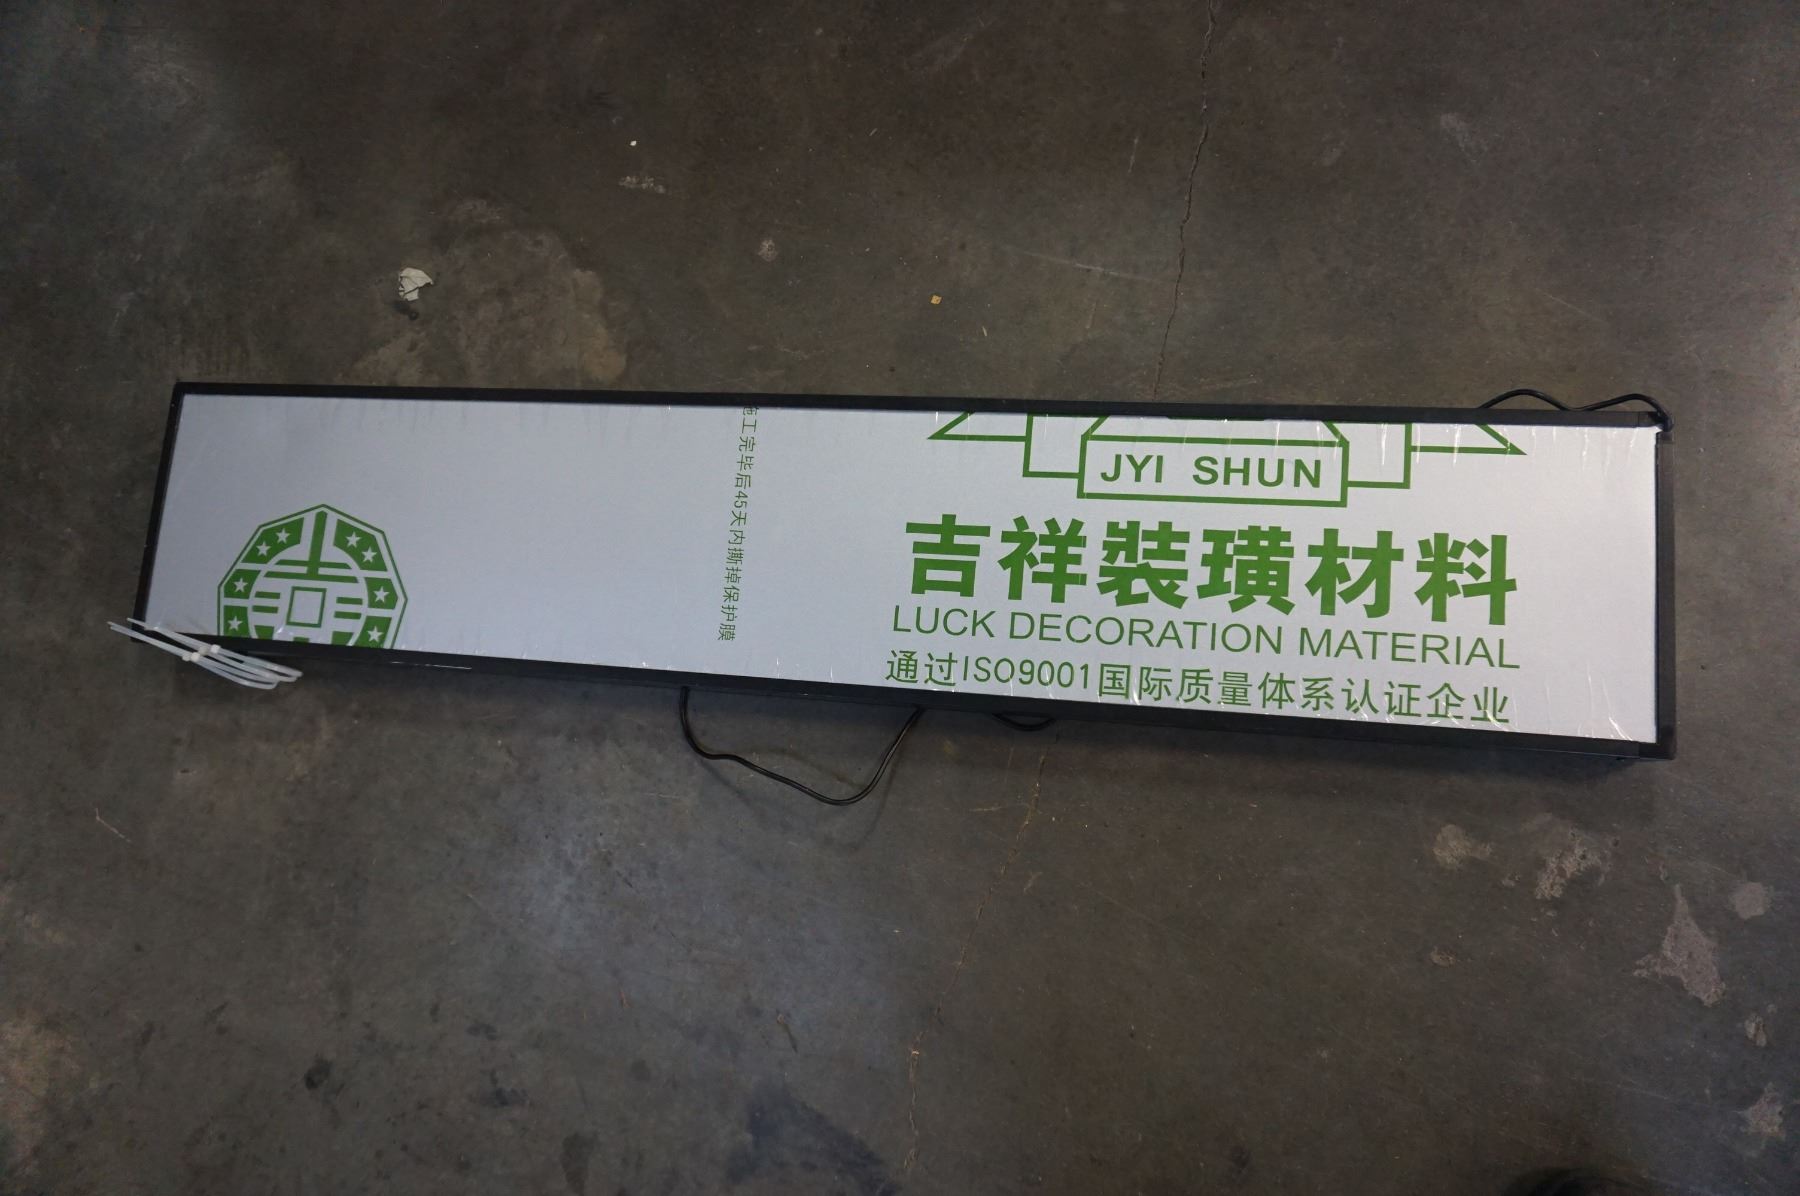 施工完毕后45天内撕掉保护膜
JYI SHUN
吉祥裝璜材料
LUCK DECORATION MATERIAL
通过ISO9001国际质量体系认证企业